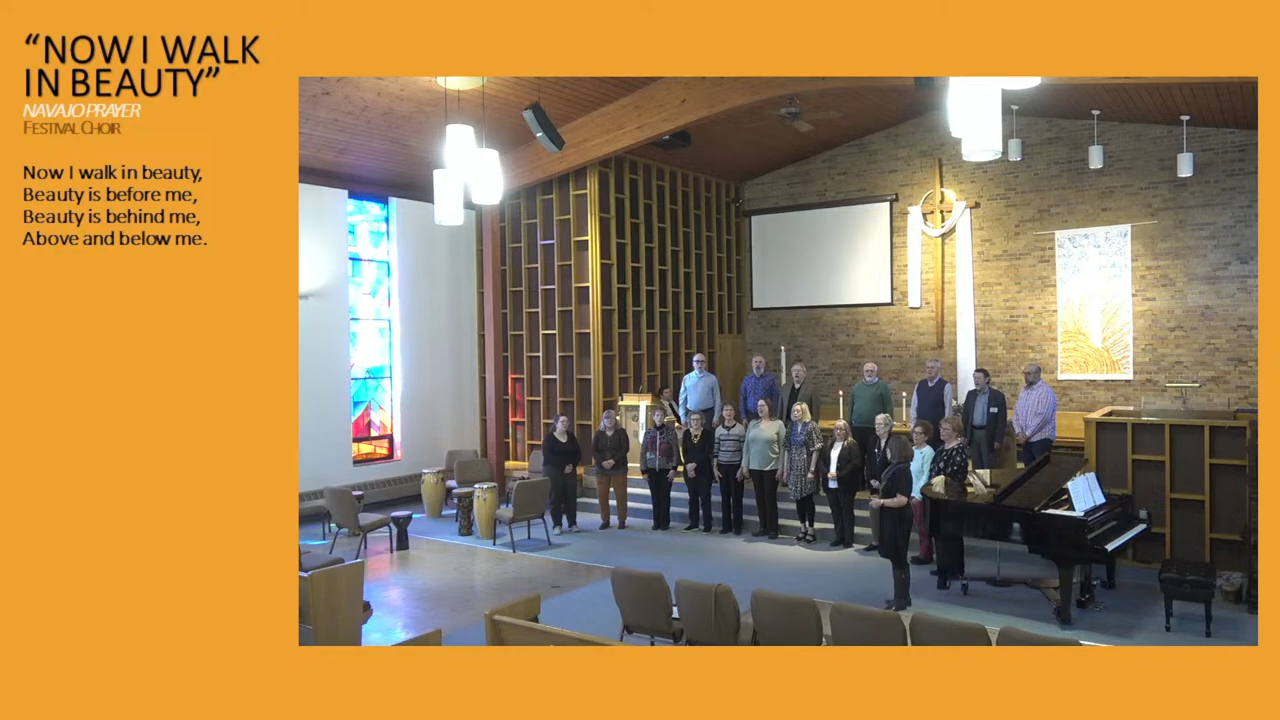 “NOW I WALK
IN BEAUTY”
NAVAJO PRAYER
FESTIVAL CHOIR
Now I walk in beauty,
Beauty is before me,
Beauty is behind me,
Above and below me.